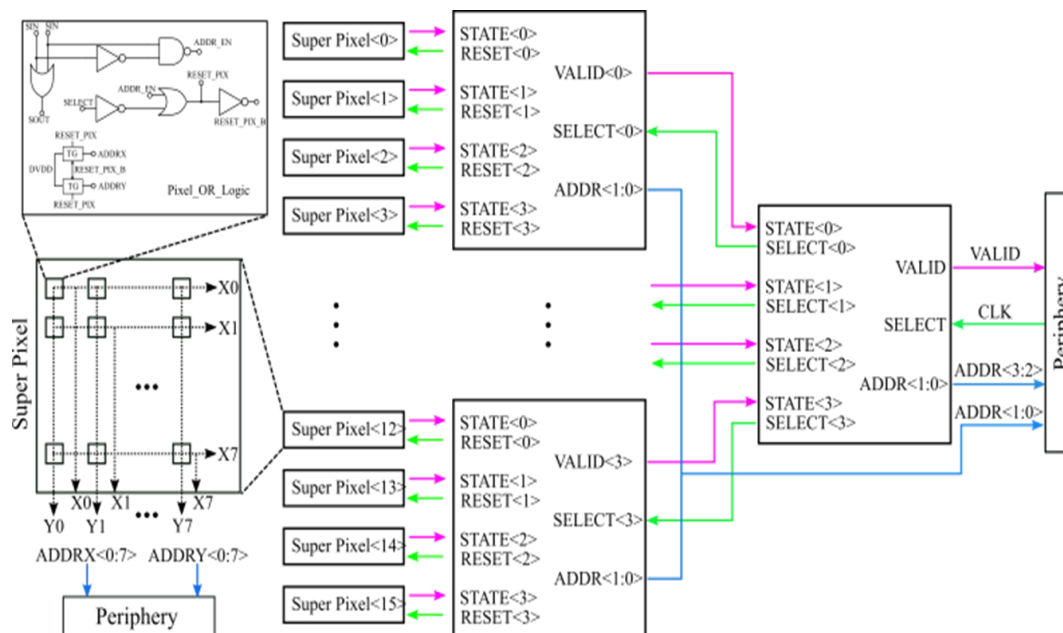 SIN SIN
ADDR_EN
SOUT
SELECT
ADDR_EN
RESET_PIX
RESET_PIX_B
RESET_PIX
TG
ADDRX
DVDD
RESET_PIX_B
TG
ADDRY
RESET_PIX
Pixel_OR_Logic
Super Pixel
X0
X1
•••
X7
X0 X1 X7
Y0 Y1 ••• Y7
ADDRX<0:7> ADDRY<0:7>
Periphery
Super Pixel<0>
Super Pixel<1>
Super Pixel<2>
Super Pixel<3>
STATE<0>
RESET<0>
STATE<1>
RESET<1>
STATE<2>
RESET<2>
STATE<3>
RESET<3>
VALID<0>
SELECT<0>
ADDR<1:0>
Super Pixel<12>
Super Pixel<13>
Super Pixel<14>
Super Pixel<15>
STATE<0>
RESET<0>
STATE<1>
RESET<1>
STATE<2>
RESET<2>
STATE<3>
RESET<3>
VALID<3>
SELECT<3>
ADDR<1:0>
STATE<0>
SELECT<0>
STATE<1>
SELECT<1>
STATE<2>
SELECT<2>
STATE<3>
SELECT<3>
VALID
SELECT
ADDR<1:0>
VALID
CLK
ADDR<3:2>
ADDR<1:0>
Periphery